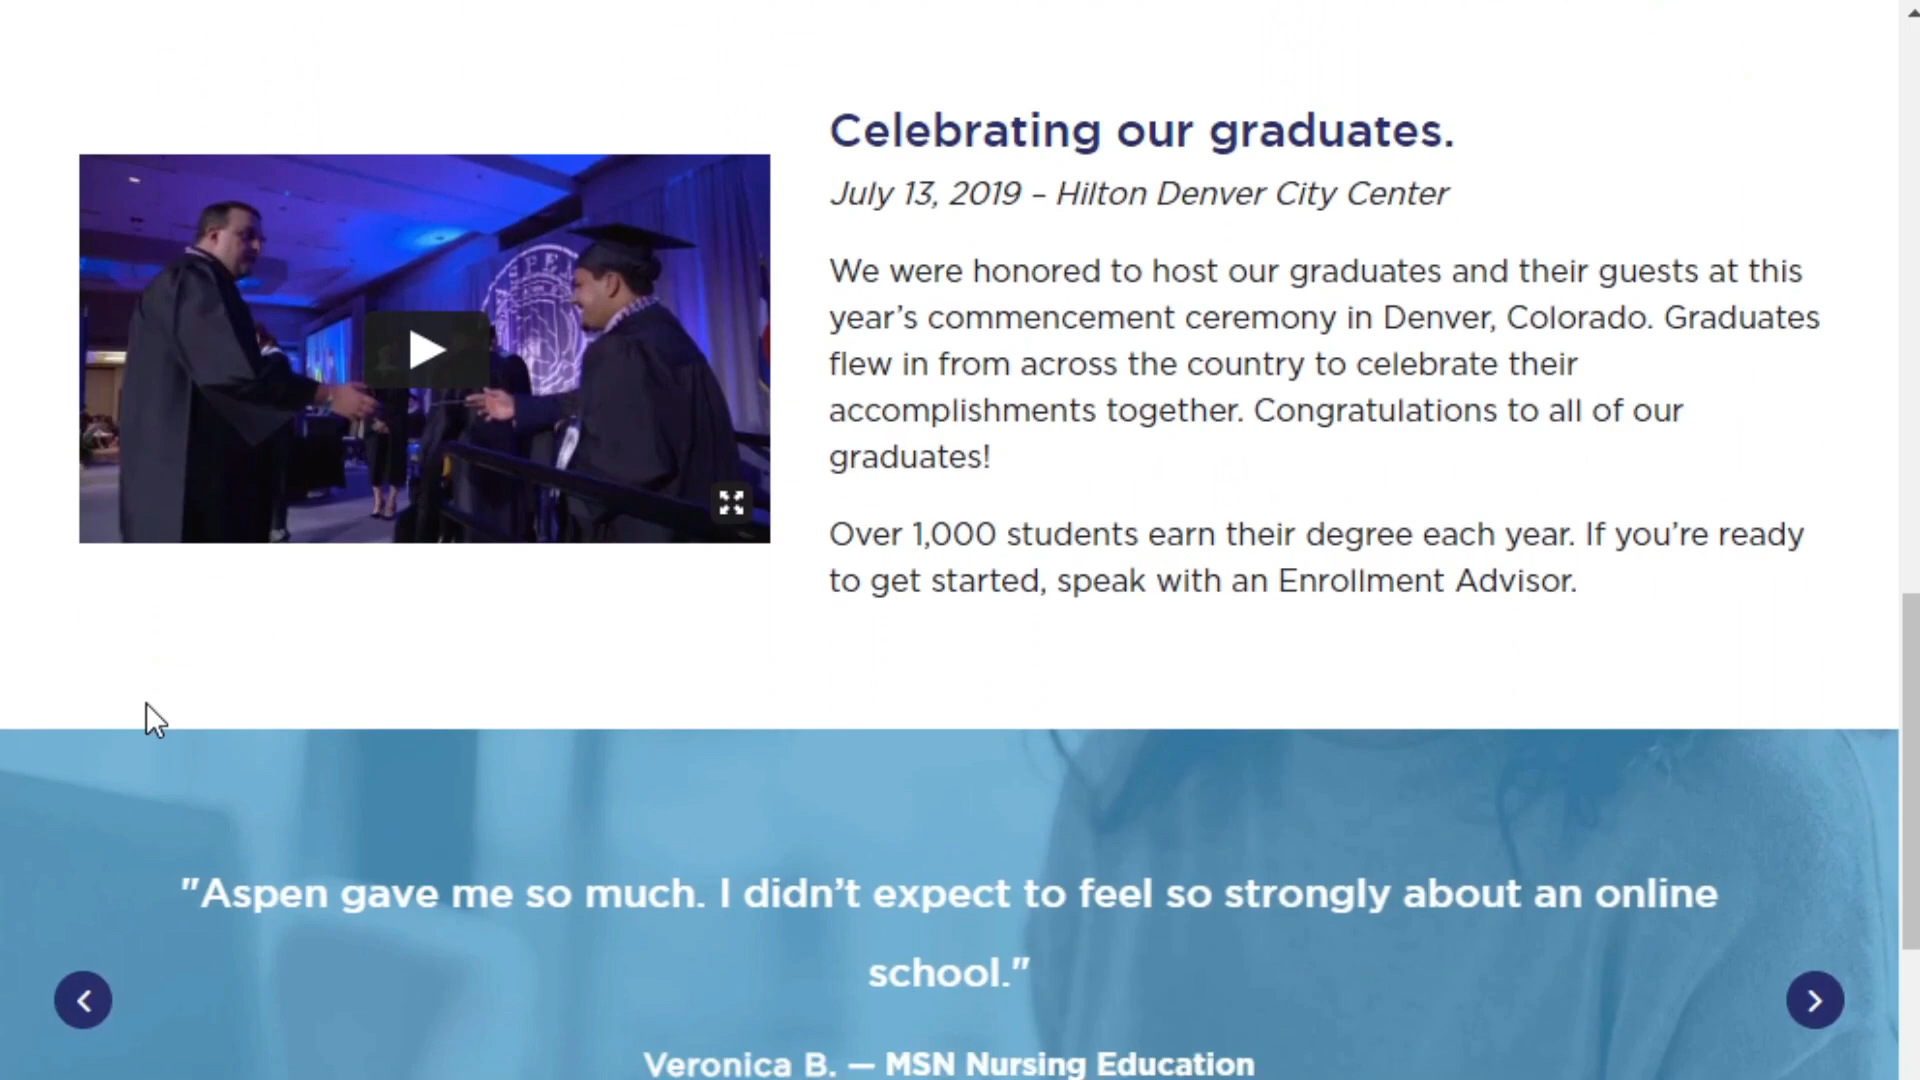 Celebrating our graduates.
July 13, 2019 – Hilton Denver City Center
We were honored to host our graduates and their guests at this
year’s commencement ceremony in Denver, Colorado. Graduates
flew in from across the country to celebrate their
accomplishments together. Congratulations to all of our
graduates!
Over 1,000 students earn their degree each year. If you’re ready
to get started, speak with an Enrollment Advisor.
"Aspen gave me so much. I didn’t expect to feel so strongly about an online
school."
Veronica B. — MSN Nursing Education